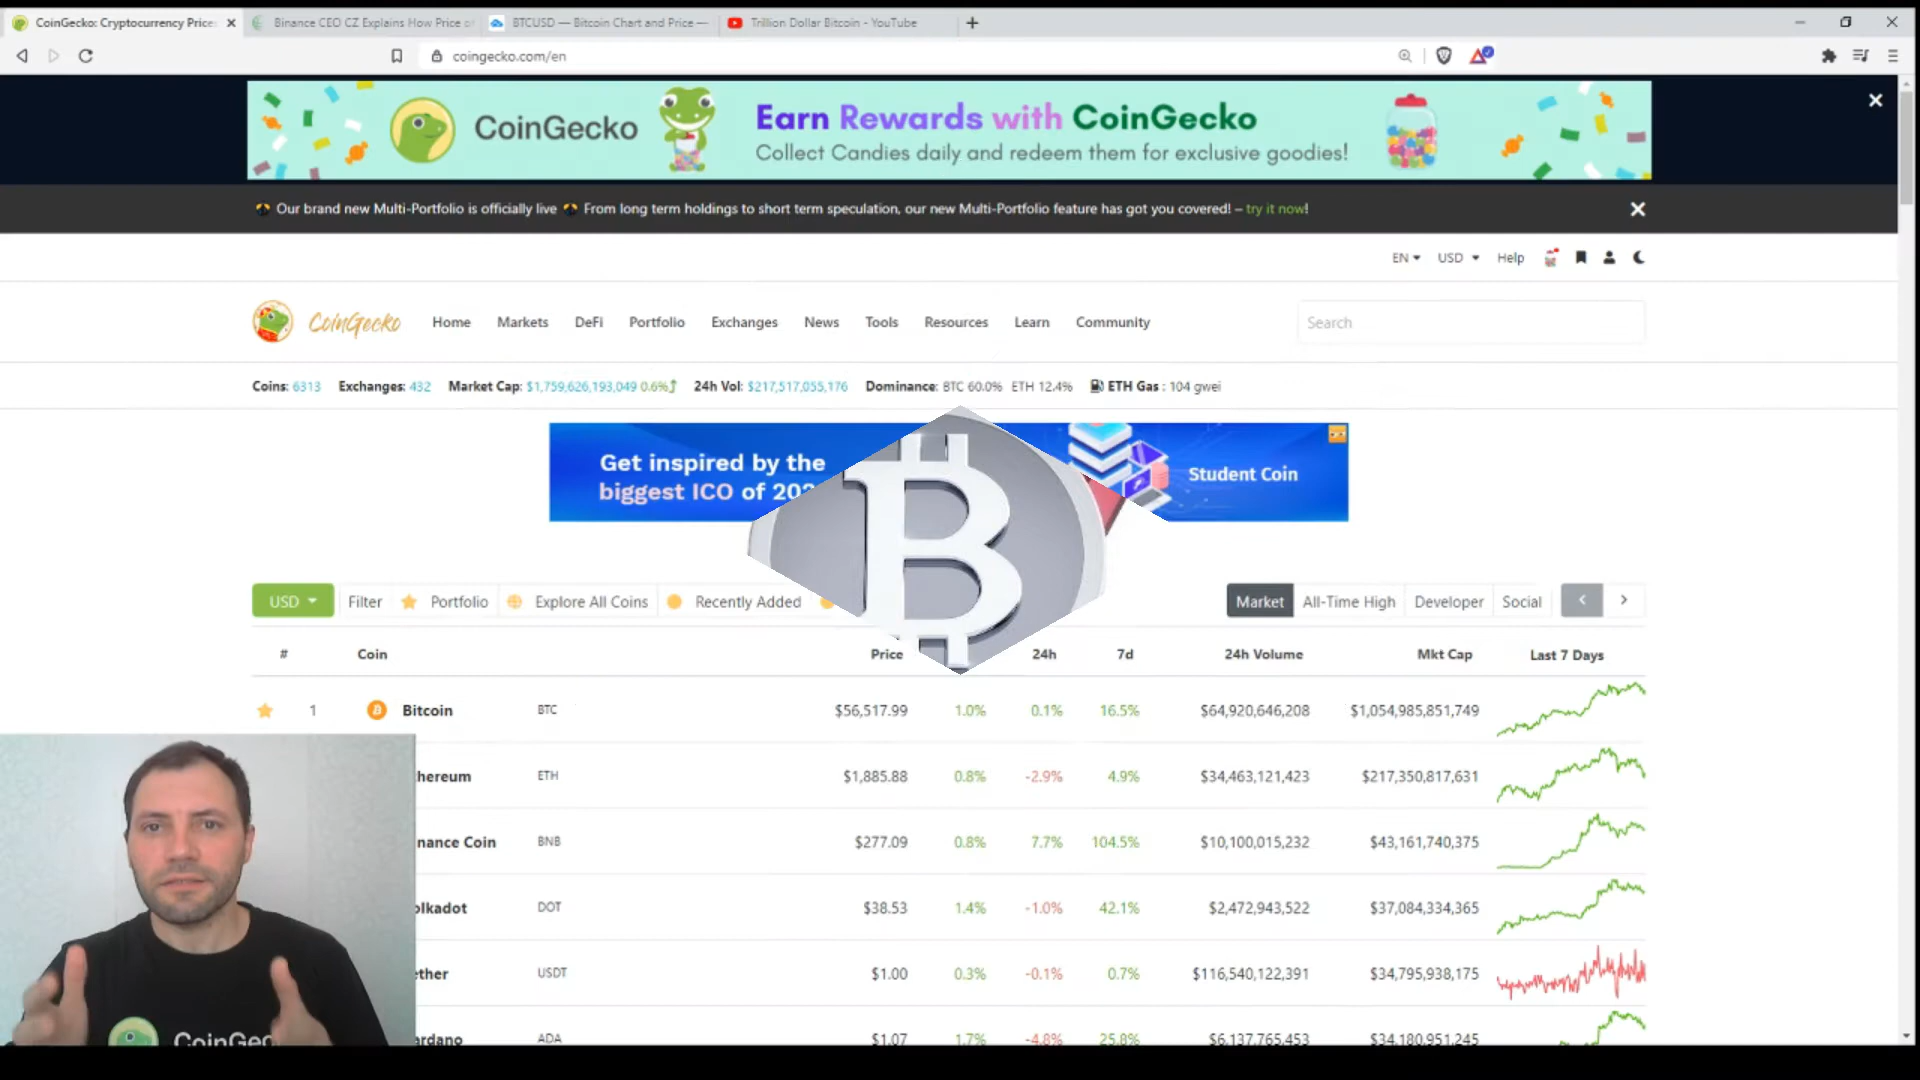 CoinGecko: Cryptocurrency Prices
Binance CEO CZ Explains How Price o
BTCUSD — Bitcoin Chart and Price —
Trillion Dollar Bitcoin - YouTube
coingecko.com/en
CoinGecko
Earn Rewards with CoinGecko
Collect Candies daily and redeem them for exclusive goodies!
Our brand new Multi-Portfolio is officially live From long term holdings to short term speculation, our new Multi-Portfolio feature has got you covered! – try it now!
EN USD Help
CoinGecko Home Markets DeFi Portfolio Exchanges News Tools Resources Learn Community Search
Coins: 6313 Exchanges: 432 Market Cap: $1,759,626,193,049 0.6% 24h Vol: $217,517,055,176 Dominance: BTC 60.0% ETH 12.4% ETH Gas : 104 gwei
Get inspired by the
biggest ICO of 202
Student Coin
USD Filter Portfolio Explore All Coins Recently Added Market All-Time High Developer Social
# Coin Price 24h 7d 24h Volume Mkt Cap Last 7 Days
1 Bitcoin BTC $56,517.99 1.0% 0.1% 16.5% $64,920,646,208 $1,054,985,851,749
hereum ETH $1,885.88 0.8% -2.9% 4.9% $34,463,121,423 $217,350,817,631
nance Coin BNB $277.09 0.8% 7.7% 104.5% $10,100,015,232 $43,161,740,375
olkadot DOT $38.53 1.4% -1.0% 42.1% $2,472,943,522 $37,084,334,365
ether USDT $1.00 0.3% -0.1% 0.7% $116,540,122,391 $34,795,938,175
ardano ADA $1.07 1.7% -4.8% 25.8% $6,137,765,453 $34,180,951,245
CoinGec